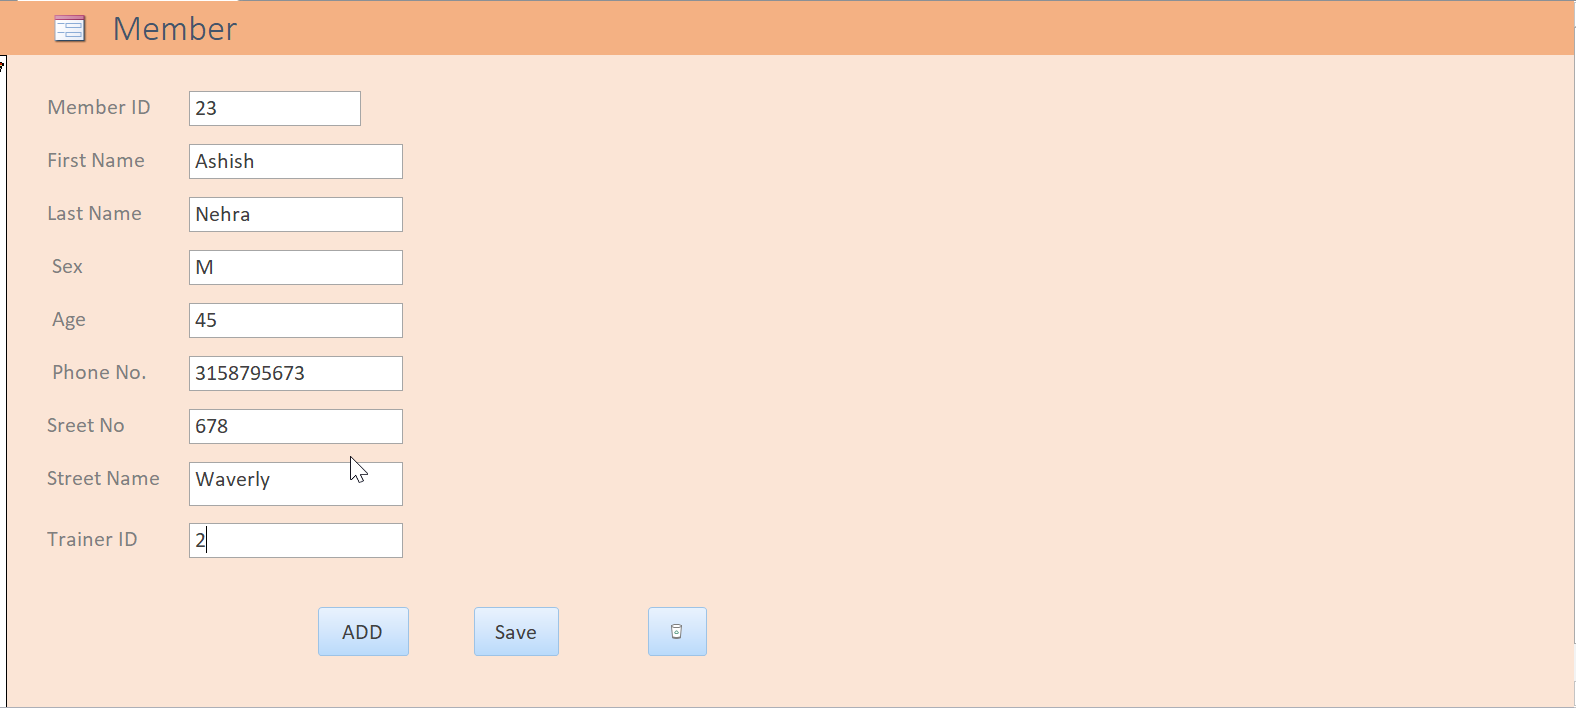 Member
Member ID 23
First Name Ashish
Last Name Nehra
Sex M
Age 45
Phone No. 3158795673
Sreet No 678
Street Name Waverly
Trainer ID 2
ADD Save